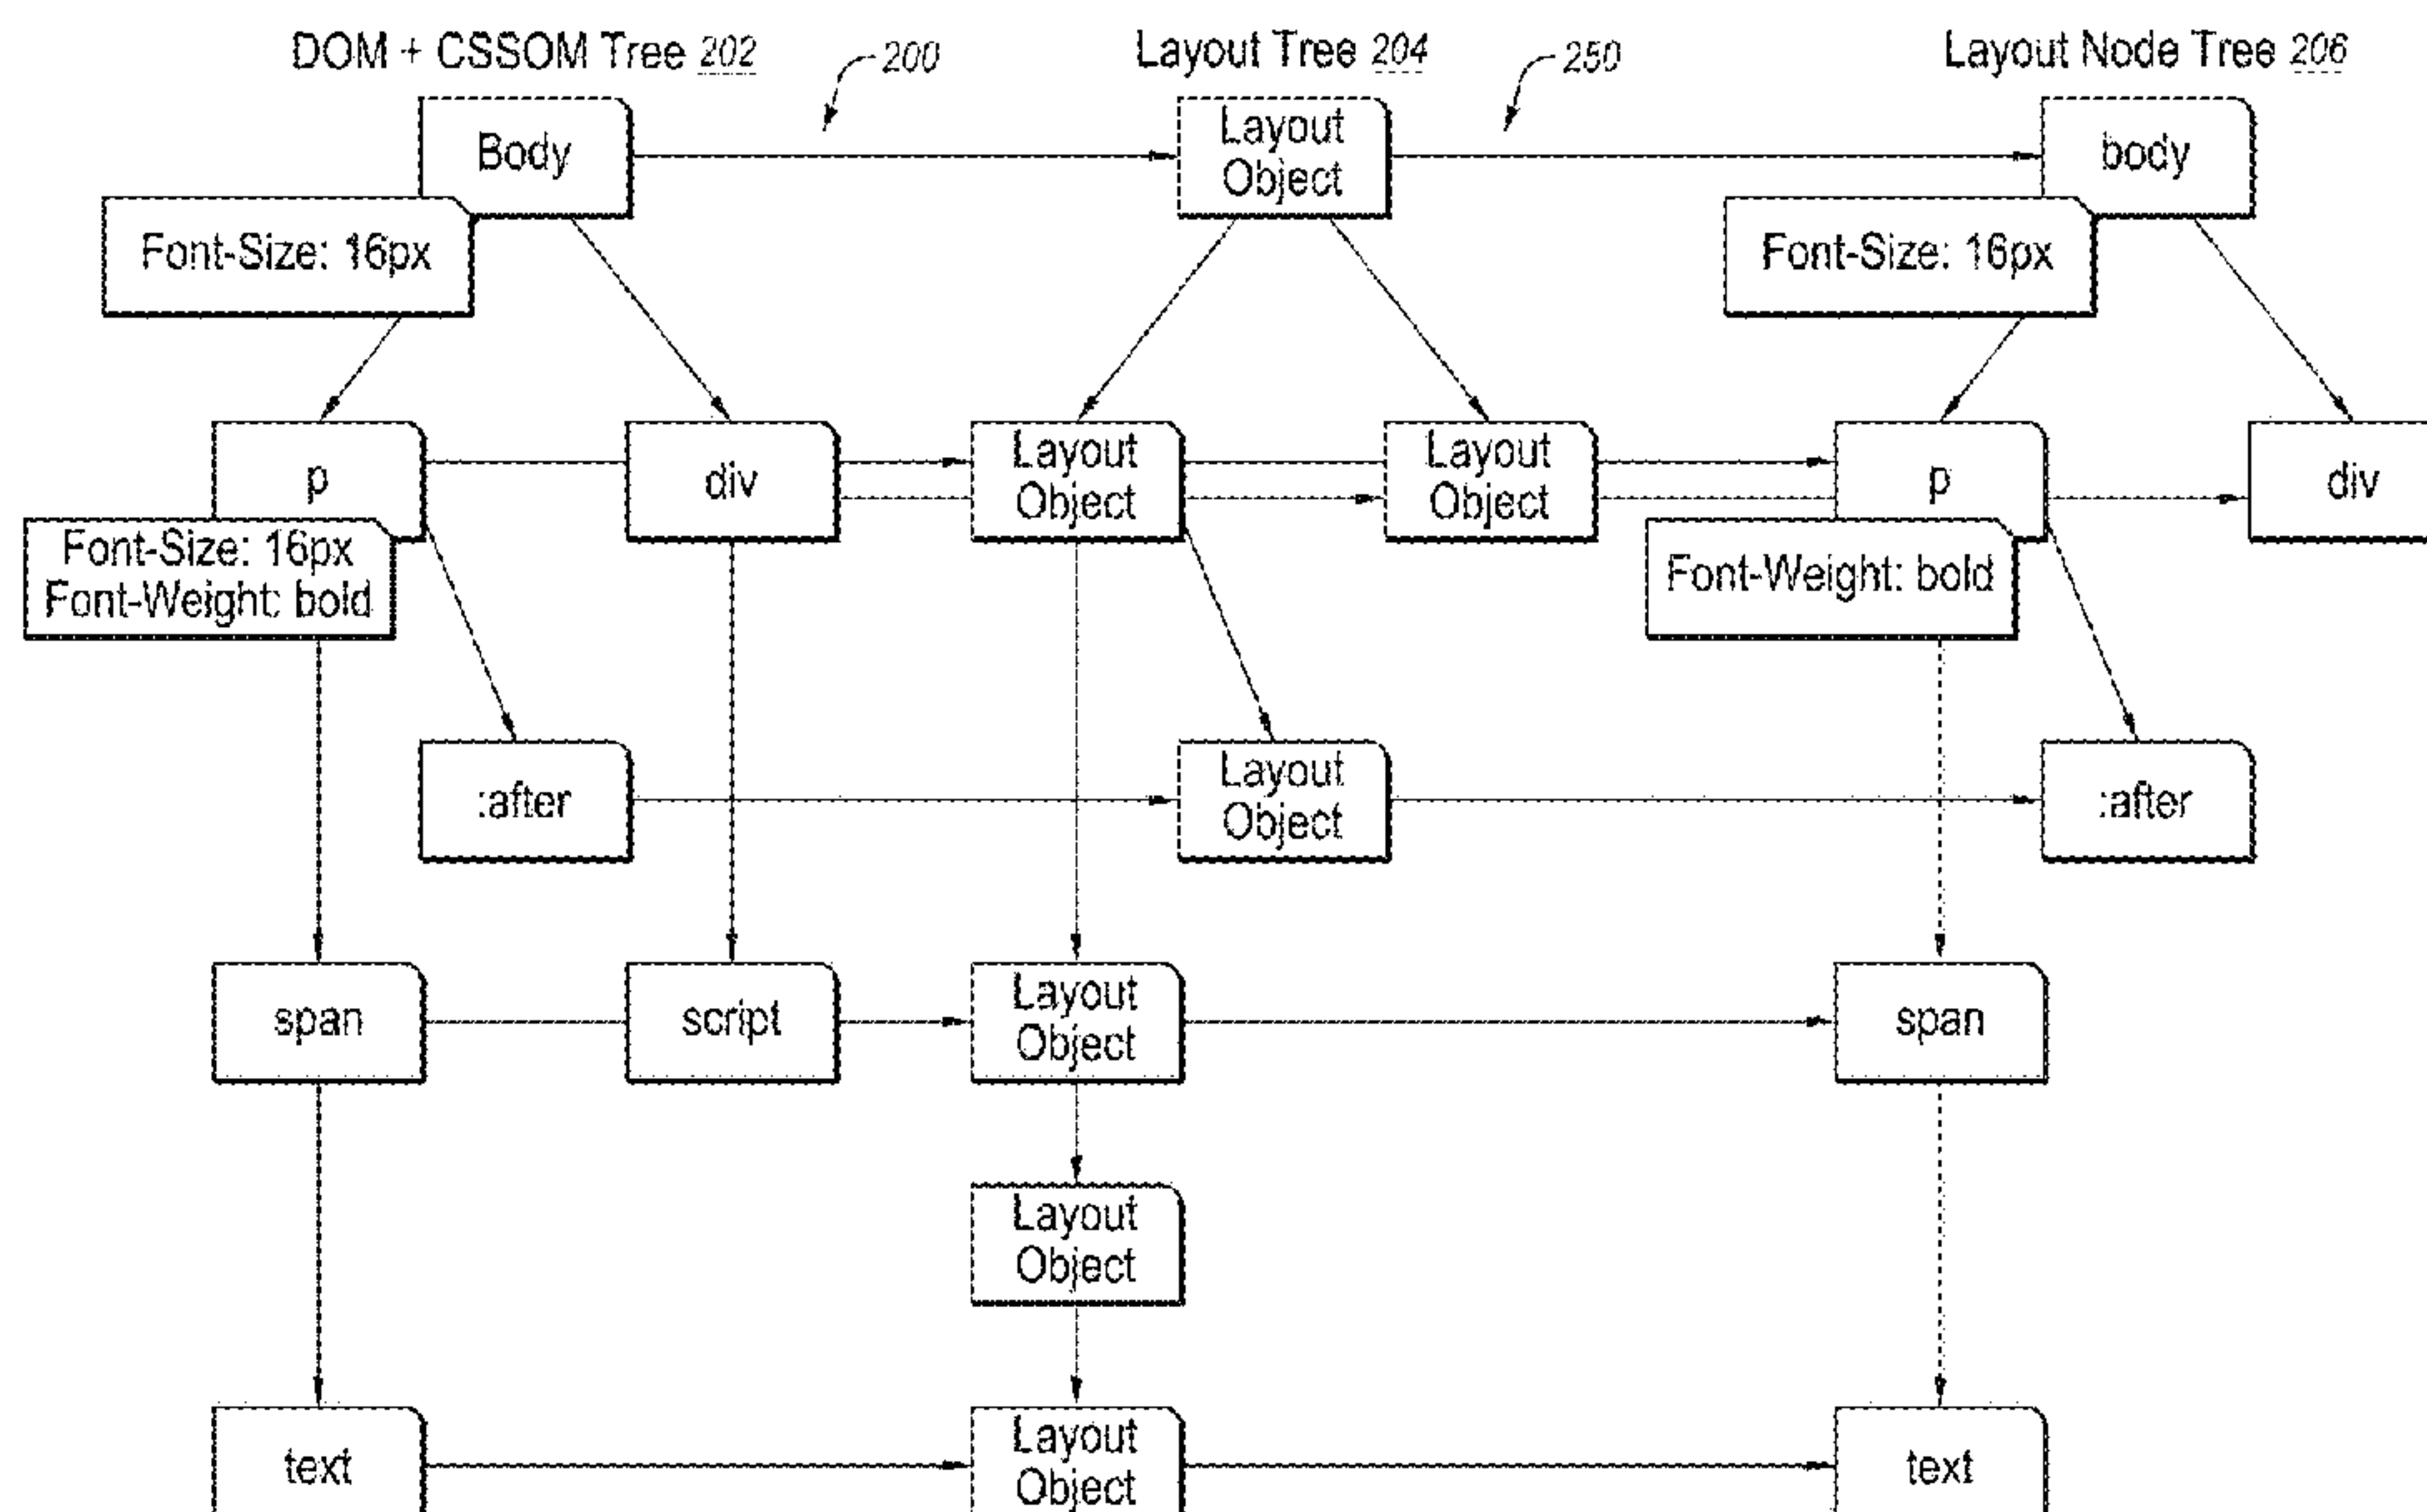 DOM + CSSOM Tree 202
200
Layout Tree 204
250
Layout Node Tree 206
Body
Layout
Object
body
Font-Size: 16px
Font-Size: 16px
p
div
Layout
Object
Layout
Object
p
div
Font-Size: 16px
Font-Weight: bold
Font-Weight: bold
:after
Layout
Object
:after
span
script
Layout
Object
span
Layout
Object
text
Layout
Object
text